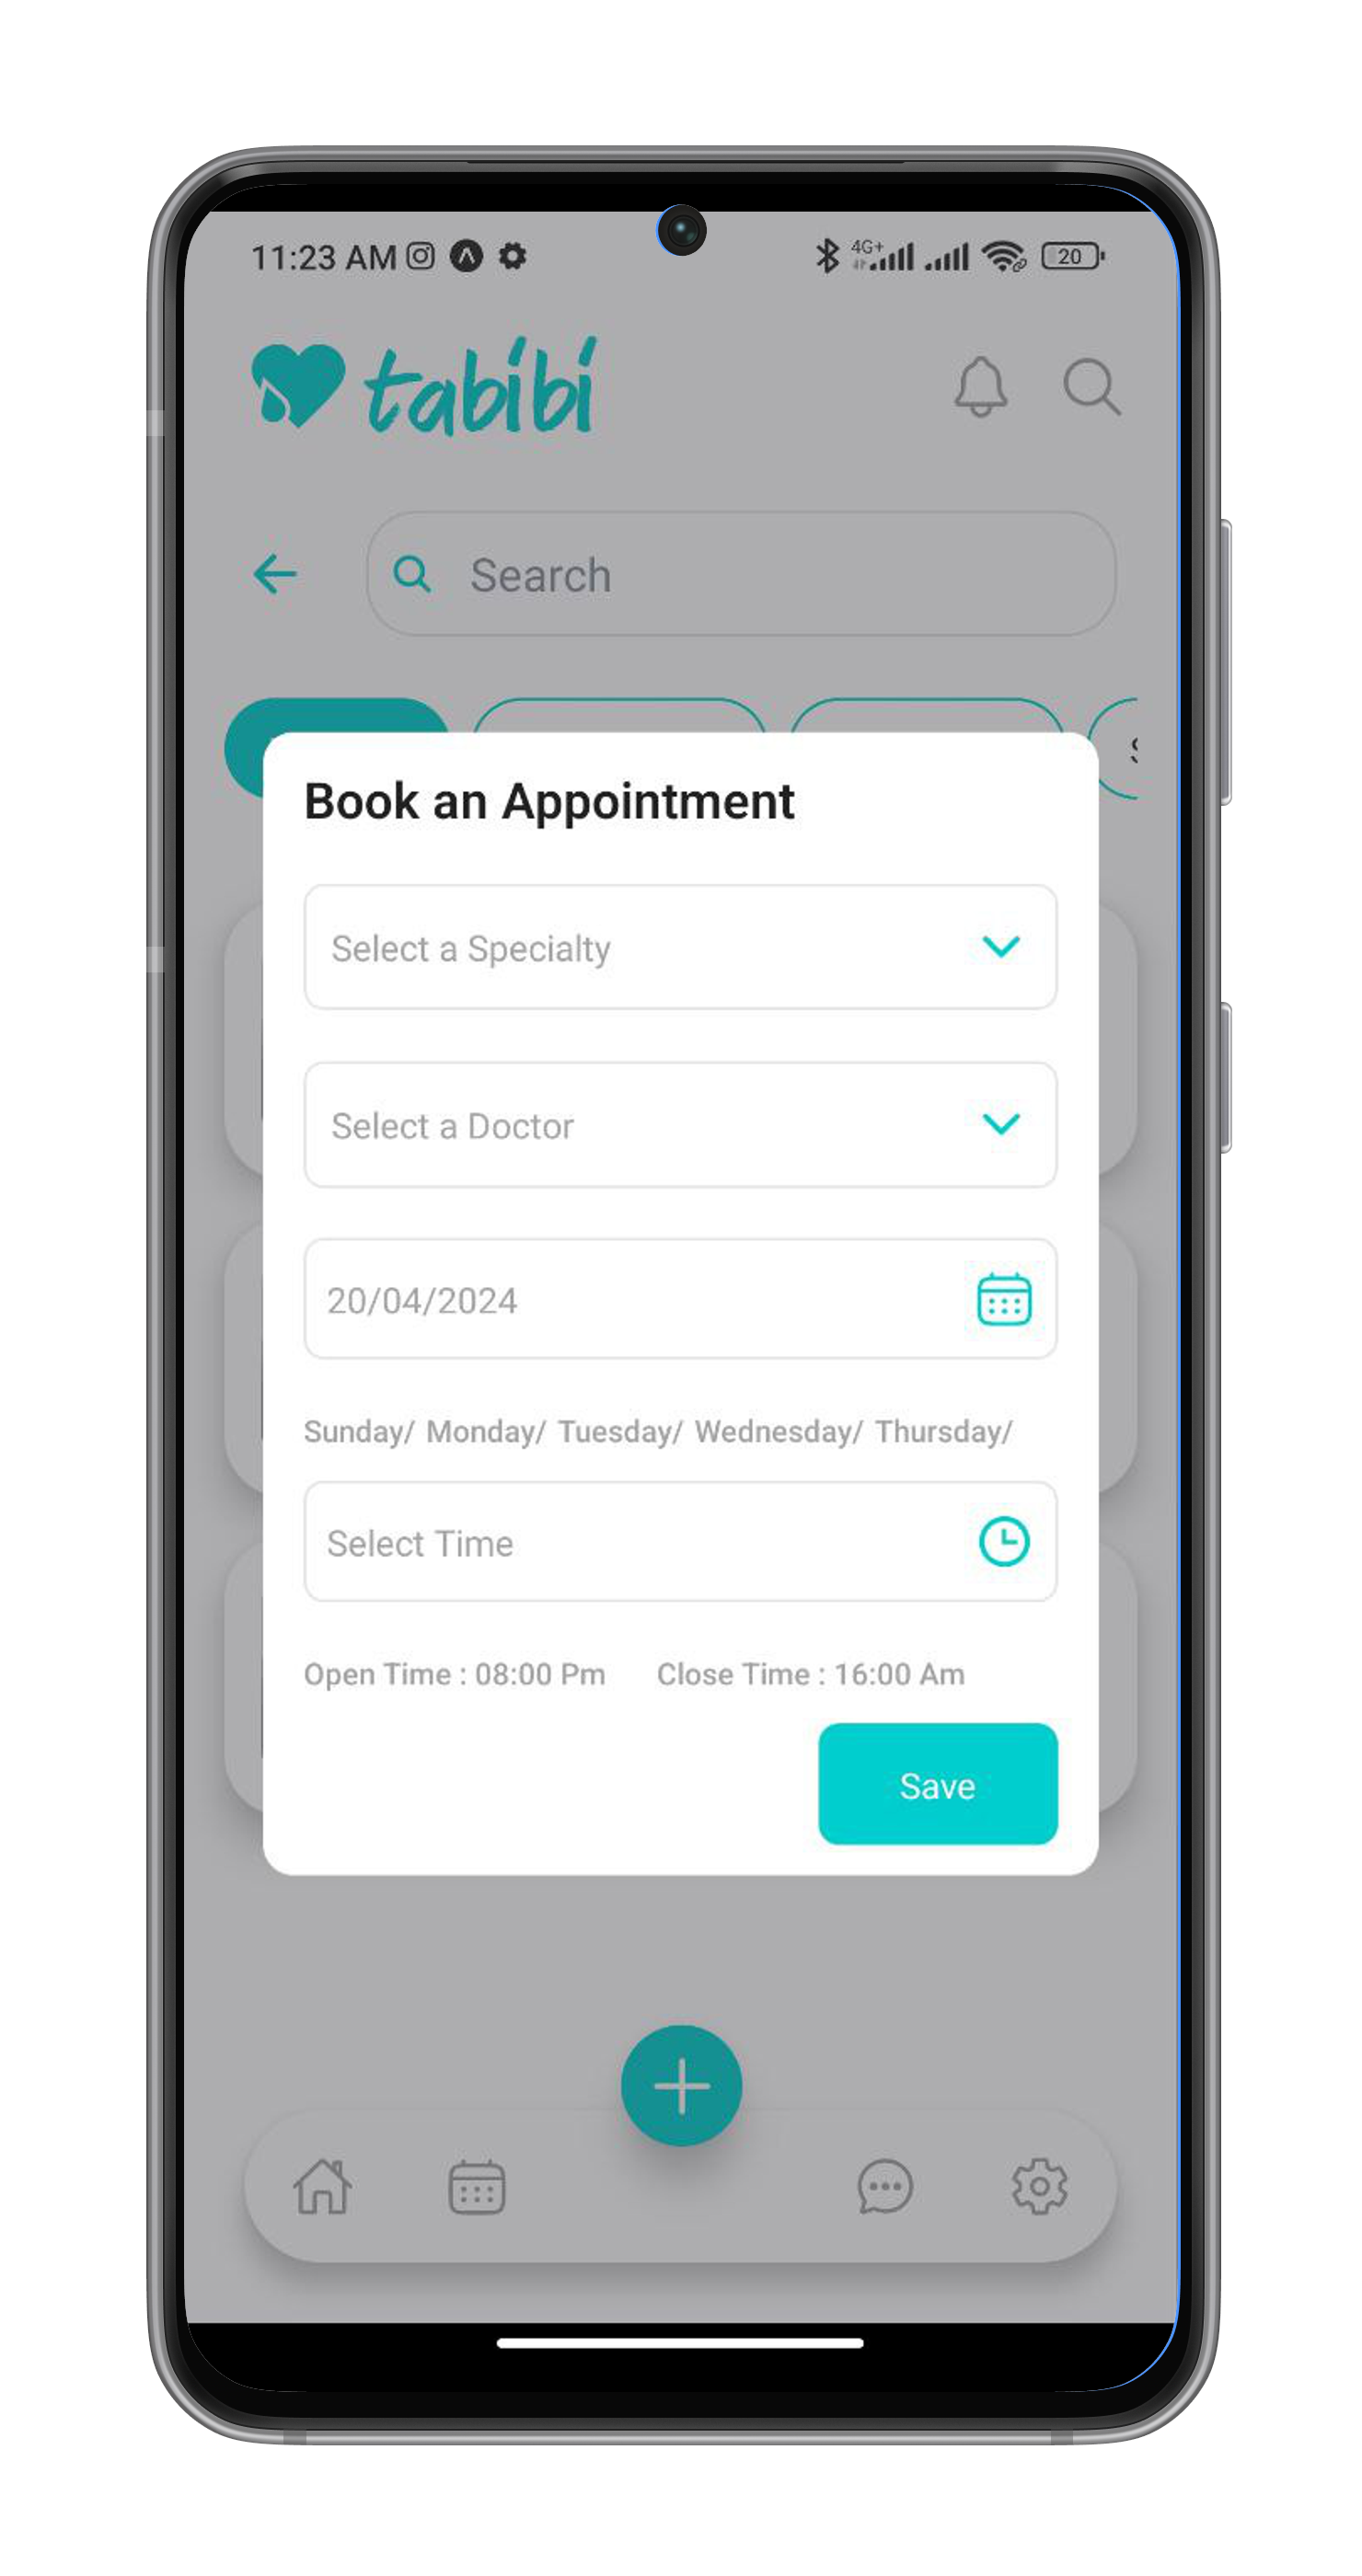 11:23 AM 4G+ 20
tabibi
Search
Book an Appointment
Select a Specialty
Select a Doctor
20/04/2024
Sunday/ Monday/ Tuesday/ Wednesday/ Thursday/
Select Time
Open Time : 08:00 Pm Close Time : 16:00 Am
Save